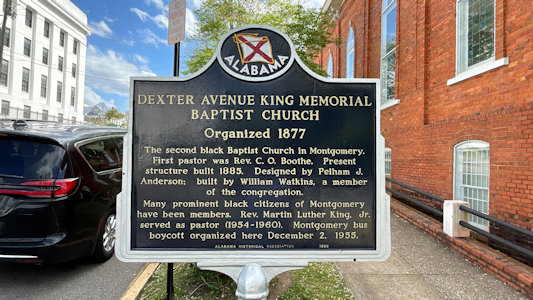 ALABAMA
DEXTER AVENUE KING MEMORIAL
BAPTIST CHURCH
Organized 1877
The second black Baptist Church in Montgomery.
First pastor was Rev. C. O. Boothe. Present
structure built 1885. Designed by Pelham J.
Anderson; built by William Watkins, a member
of the congregation.
Many prominent black citizens of Montgomery
have been members. Rev. Martin Luther King, Jr.
served as pastor (1954-1960). Montgomery bus
boycott organized here December 2, 1955.
ALABAMA HISTORICAL ASSOCIATION